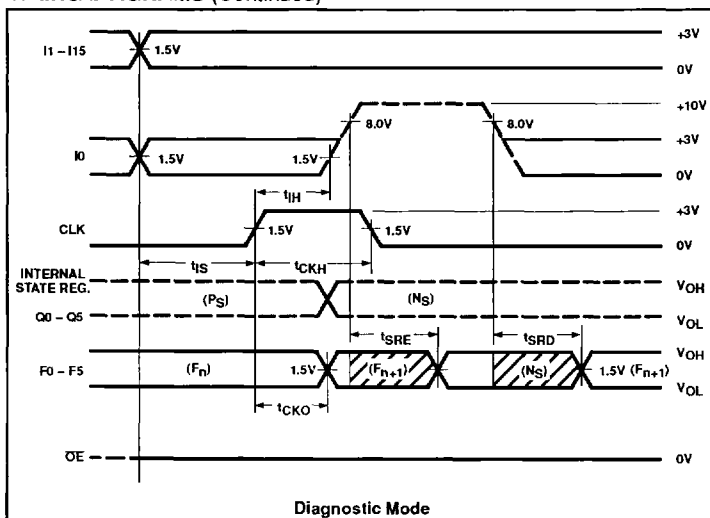 I1 – I15 1.5V +3V
0V
+10V
8.0V 8.0V
+3V
I0 1.5V 1.5V
0V
tIH
+3V
CLK 1.5V 1.5V
0V
tIS tCKH
INTERNAL
STATE REG. VOH
(PS) (NS)
Q0 – Q5 VOL
tSRE tSRD
VOH
F0 – F5 (Fn) 1.5V (Fn+1) (NS) 1.5V (Fn+1)
VOL
tCKO
OE 0V
Diagnostic Mode